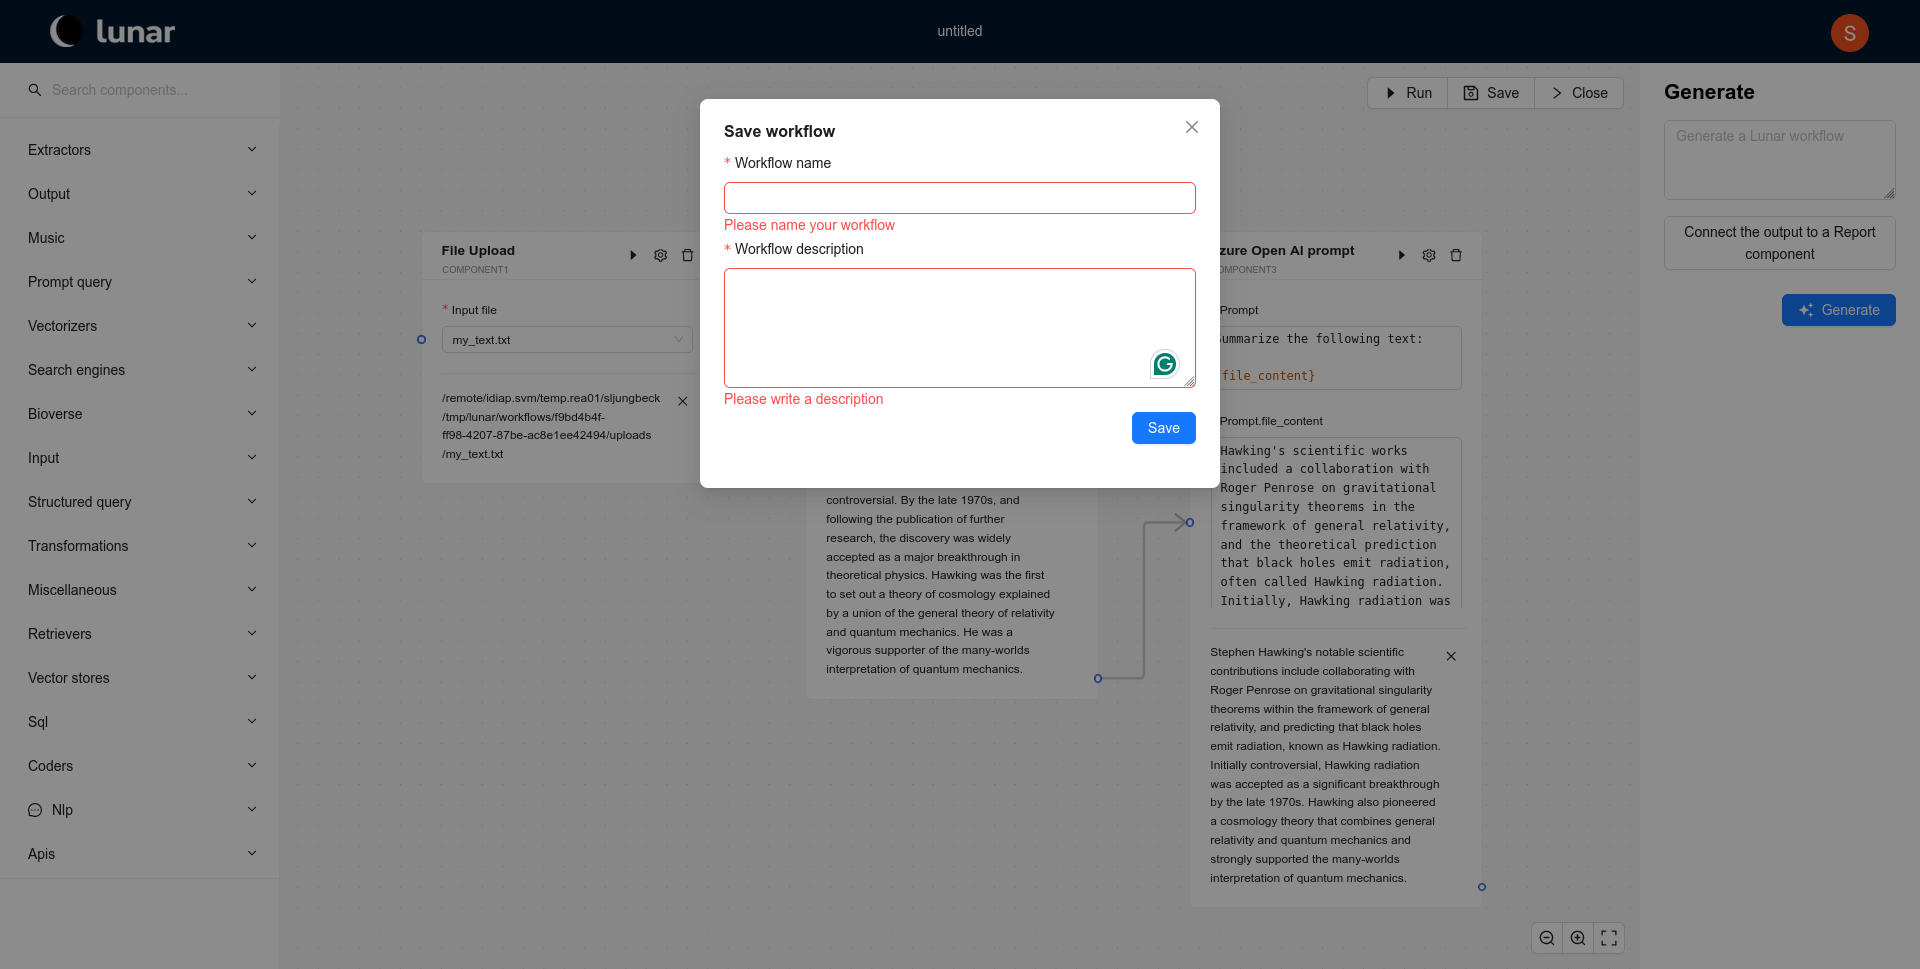 lunar
untitled
S
Search components...
Extractors
Output
Music
Prompt query
Vectorizers
Search engines
Bioverse
Input
Structured query
Transformations
Miscellaneous
Retrievers
Vector stores
Sql
Coders
Nlp
Apis
Run
Save
Close
File Upload
COMPONENT1
* Input file
my_text.txt
/remote/idiap.svm/temp.rea01/sljungbeck
/tmp/lunar/workflows/f9bd4b4f-
ff98-4207-87be-ac8e1ee42494/uploads
/my_text.txt
Save workflow
* Workflow name
Please name your workflow
* Workflow description
Please write a description
Save
controversial. By the late 1970s, and
following the publication of further
research, the discovery was widely
accepted as a major breakthrough in
theoretical physics. Hawking was the first
to set out a theory of cosmology explained
by a union of the general theory of relativity
and quantum mechanics. He was a
vigorous supporter of the many-worlds
interpretation of quantum mechanics.
zure Open AI prompt
OMPONENT3
Prompt
ummarize the following text:
file_content}
Prompt.file_content
Hawking's scientific works
included a collaboration with
Roger Penrose on gravitational
singularity theorems in the
framework of general relativity,
and the theoretical prediction
that black holes emit radiation,
often called Hawking radiation.
Initially, Hawking radiation was
Stephen Hawking's notable scientific
contributions include collaborating with
Roger Penrose on gravitational singularity
theorems within the framework of general
relativity, and predicting that black holes
emit radiation, known as Hawking radiation.
Initially controversial, Hawking radiation
was accepted as a significant breakthrough
by the late 1970s. Hawking also pioneered
a cosmology theory that combines general
relativity and quantum mechanics and
strongly supported the many-worlds
interpretation of quantum mechanics.
Generate
Generate a Lunar workflow
Connect the output to a Report
component
Generate